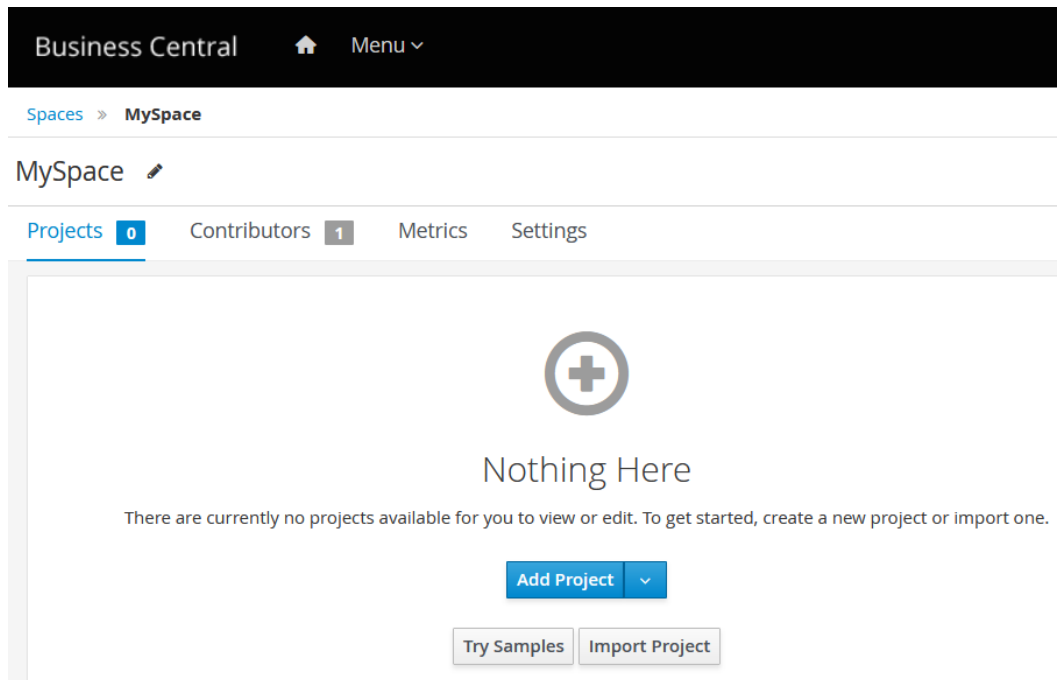 Business Central Menu
Spaces » MySpace
MySpace
Projects 0 Contributors 1 Metrics Settings
Nothing Here
There are currently no projects available for you to view or edit. To get started, create a new project or import one.
Add Project
Try Samples Import Project